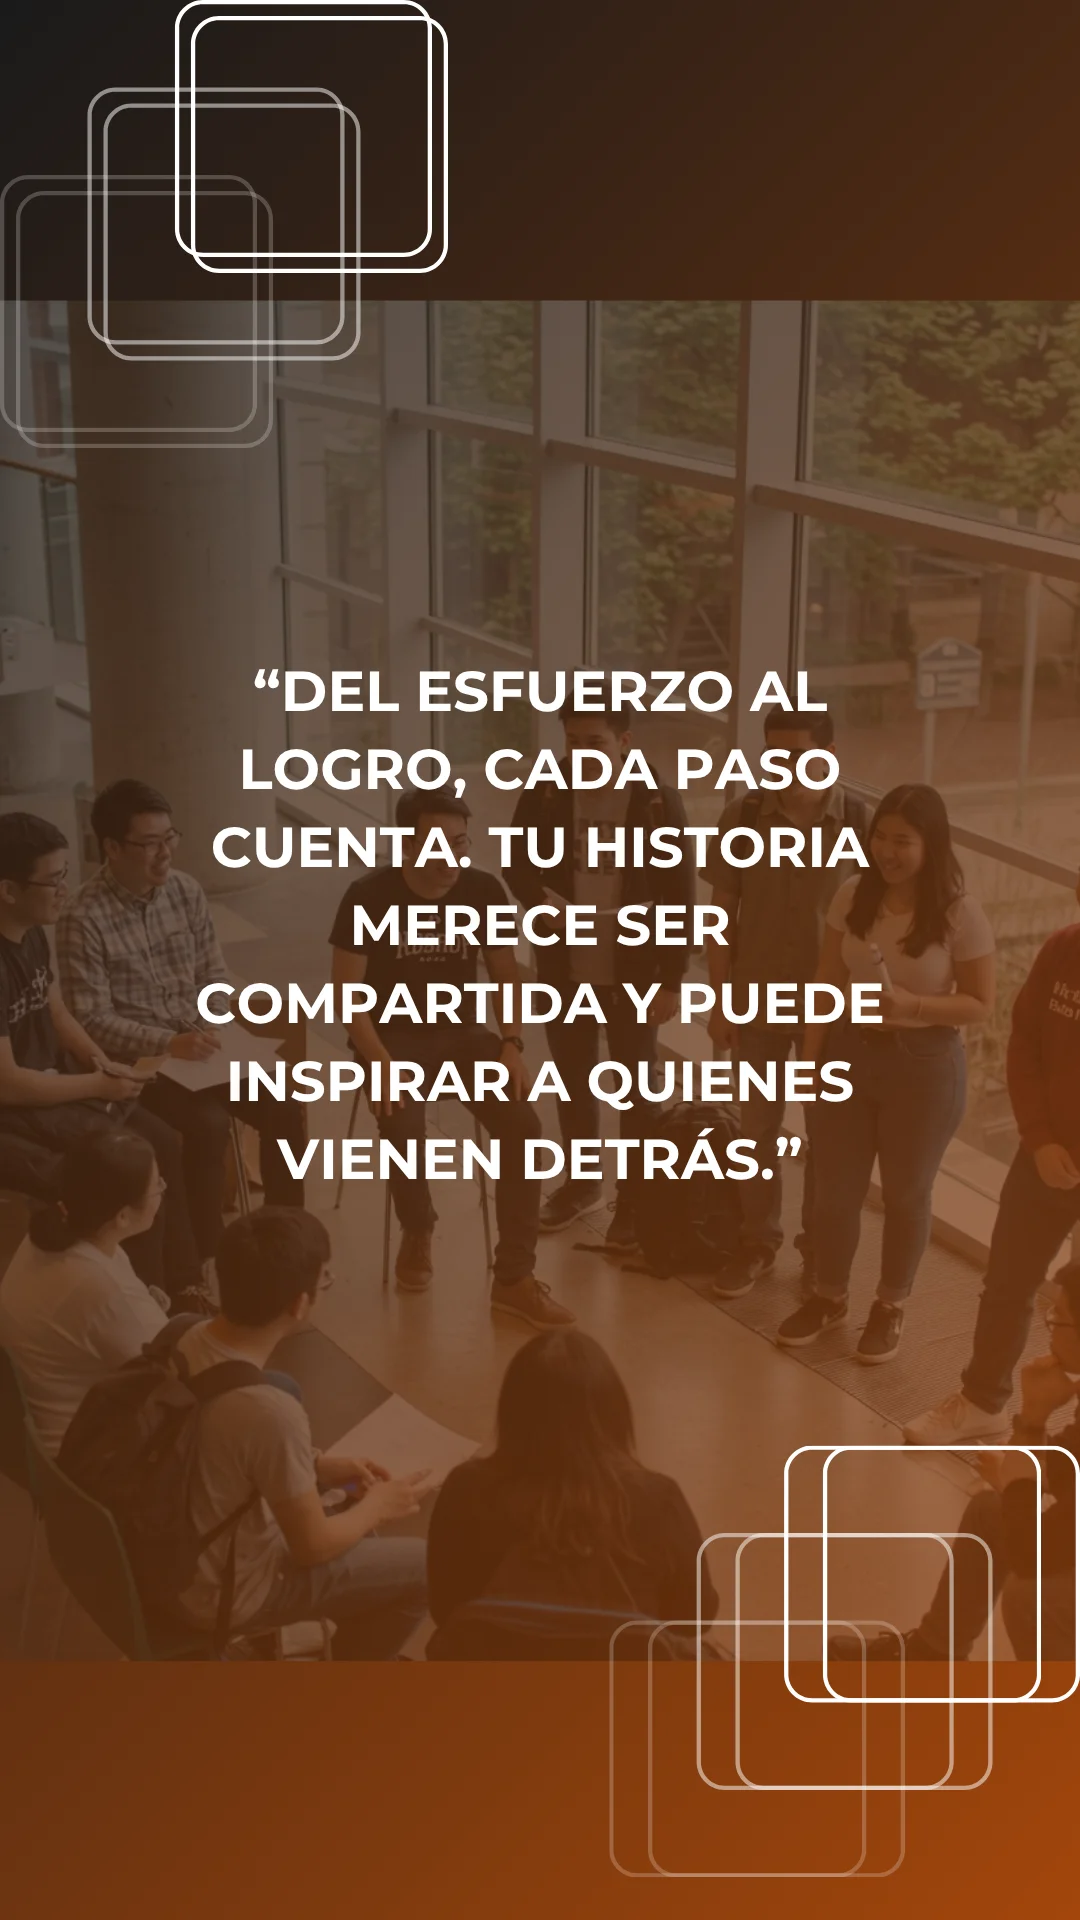 “DEL ESFUERZO AL
LOGRO, CADA PASO
CUENTA. TU HISTORIA
MERECE SER
COMPARTIDA Y PUEDE
INSPIRAR A QUIENES
VIENEN DETRÁS.”